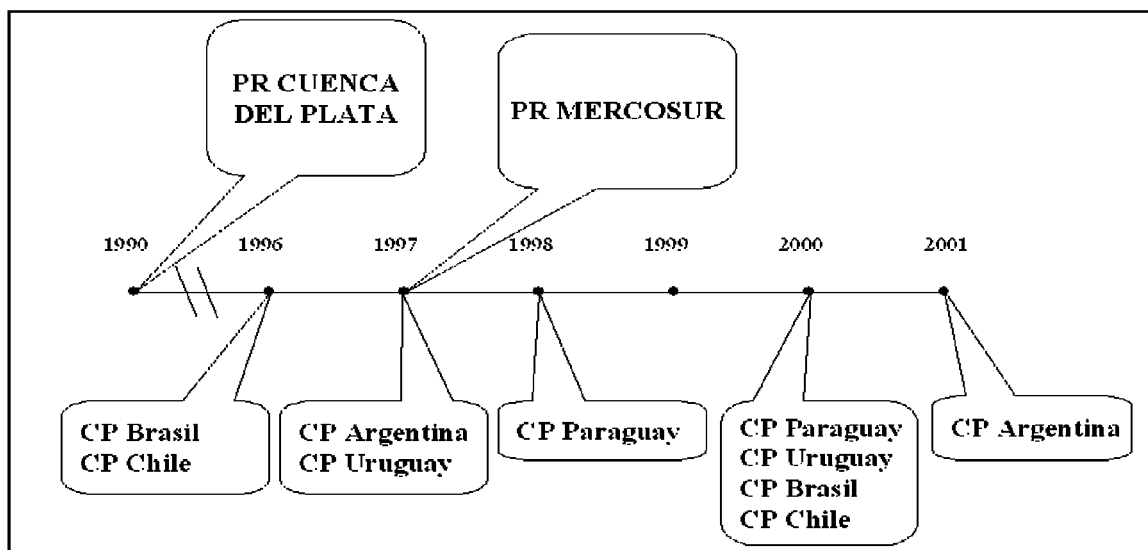 PR CUENCA
DEL PLATA
PR MERCOSUR
1990 1996 1997 1998 1999 2000 2001
CP Brasil
CP Chile
CP Argentina
CP Uruguay
CP Paraguay
CP Paraguay
CP Uruguay
CP Brasil
CP Chile
CP Argentina